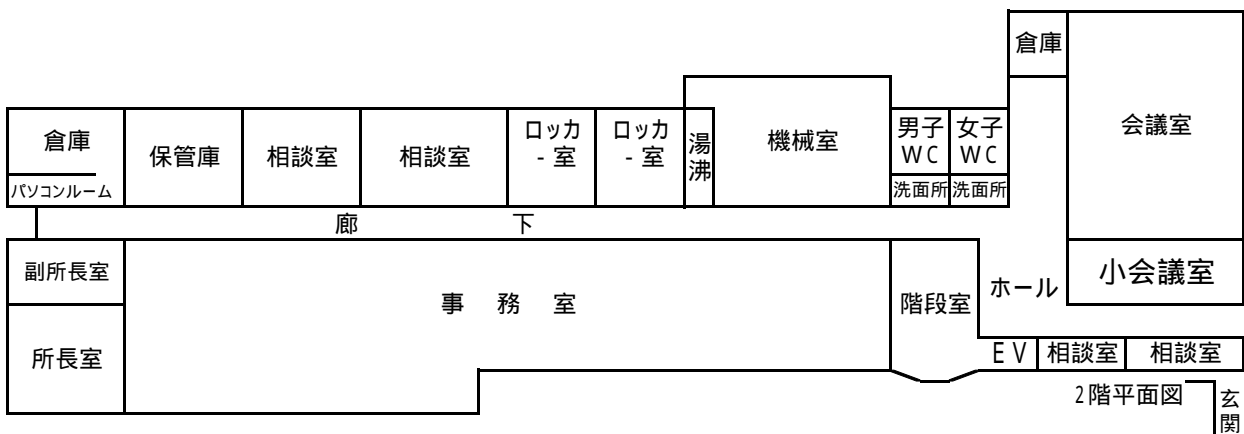 倉庫
会議室
倉庫
パソコンルーム
保管庫
相談室
相談室
ロッカ
-室
ロッカ
-室
湯
沸
機械室
男子
WC
女子
WC
洗面所
洗面所
廊 下
副所長室
所長室
事 務 室
階段室
ホール
小会議室
EV
相談室
相談室
2階平面図
玄
関